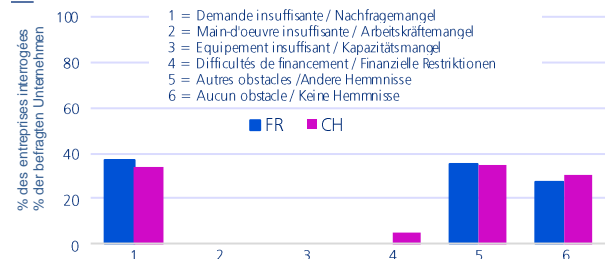 % des entreprises interrogées
% der befragten Unternehmen
100
80
60
40
20
0
1 = Demande insuffisante / Nachfragemangel
2 = Main-d'oeuvre insuffisante / Arbeitskräftemangel
3 = Equipement insuffisant / Kapazitätsmangel
4 = Difficultés de financement / Finanzielle Restriktionen
5 = Autres obstacles /Andere Hemmnisse
6 = Aucun obstacle / Keine Hemmnisse
FR CH
1 2 3 4 5 6